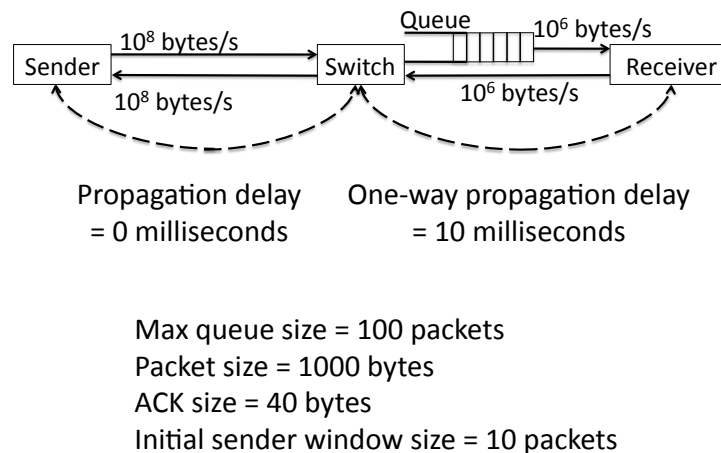 Queue
10⁸ bytes/s
10⁶ bytes/s
Sender
Switch
Receiver
10⁸ bytes/s
10⁶ bytes/s
Propagation delay
= 0 milliseconds
One-way propagation delay
= 10 milliseconds
Max queue size = 100 packets
Packet size = 1000 bytes
ACK size = 40 bytes
Initial sender window size = 10 packets